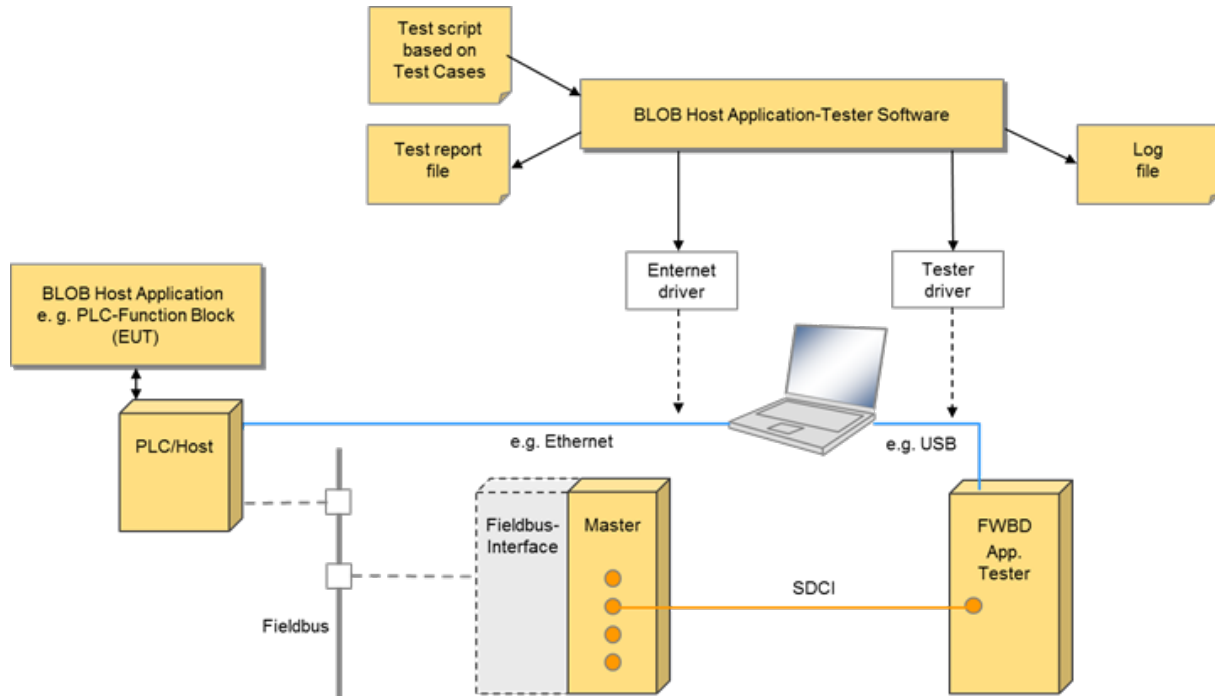 Test script
based on
Test Cases
BLOB Host Application-Tester Software
Test report
file
Log
file
Enternet
driver
Tester
driver
BLOB Host Application
e. g. PLC-Function Block
(EUT)
PLC/Host
e.g. Ethernet
e.g. USB
Fieldbus-
Interface
Master
FWBD
App.
Tester
SDCI
Fieldbus